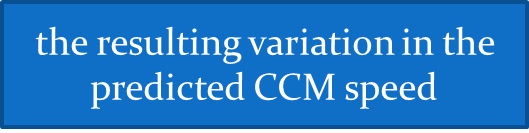 the resulting variation in the
predicted CCM speed